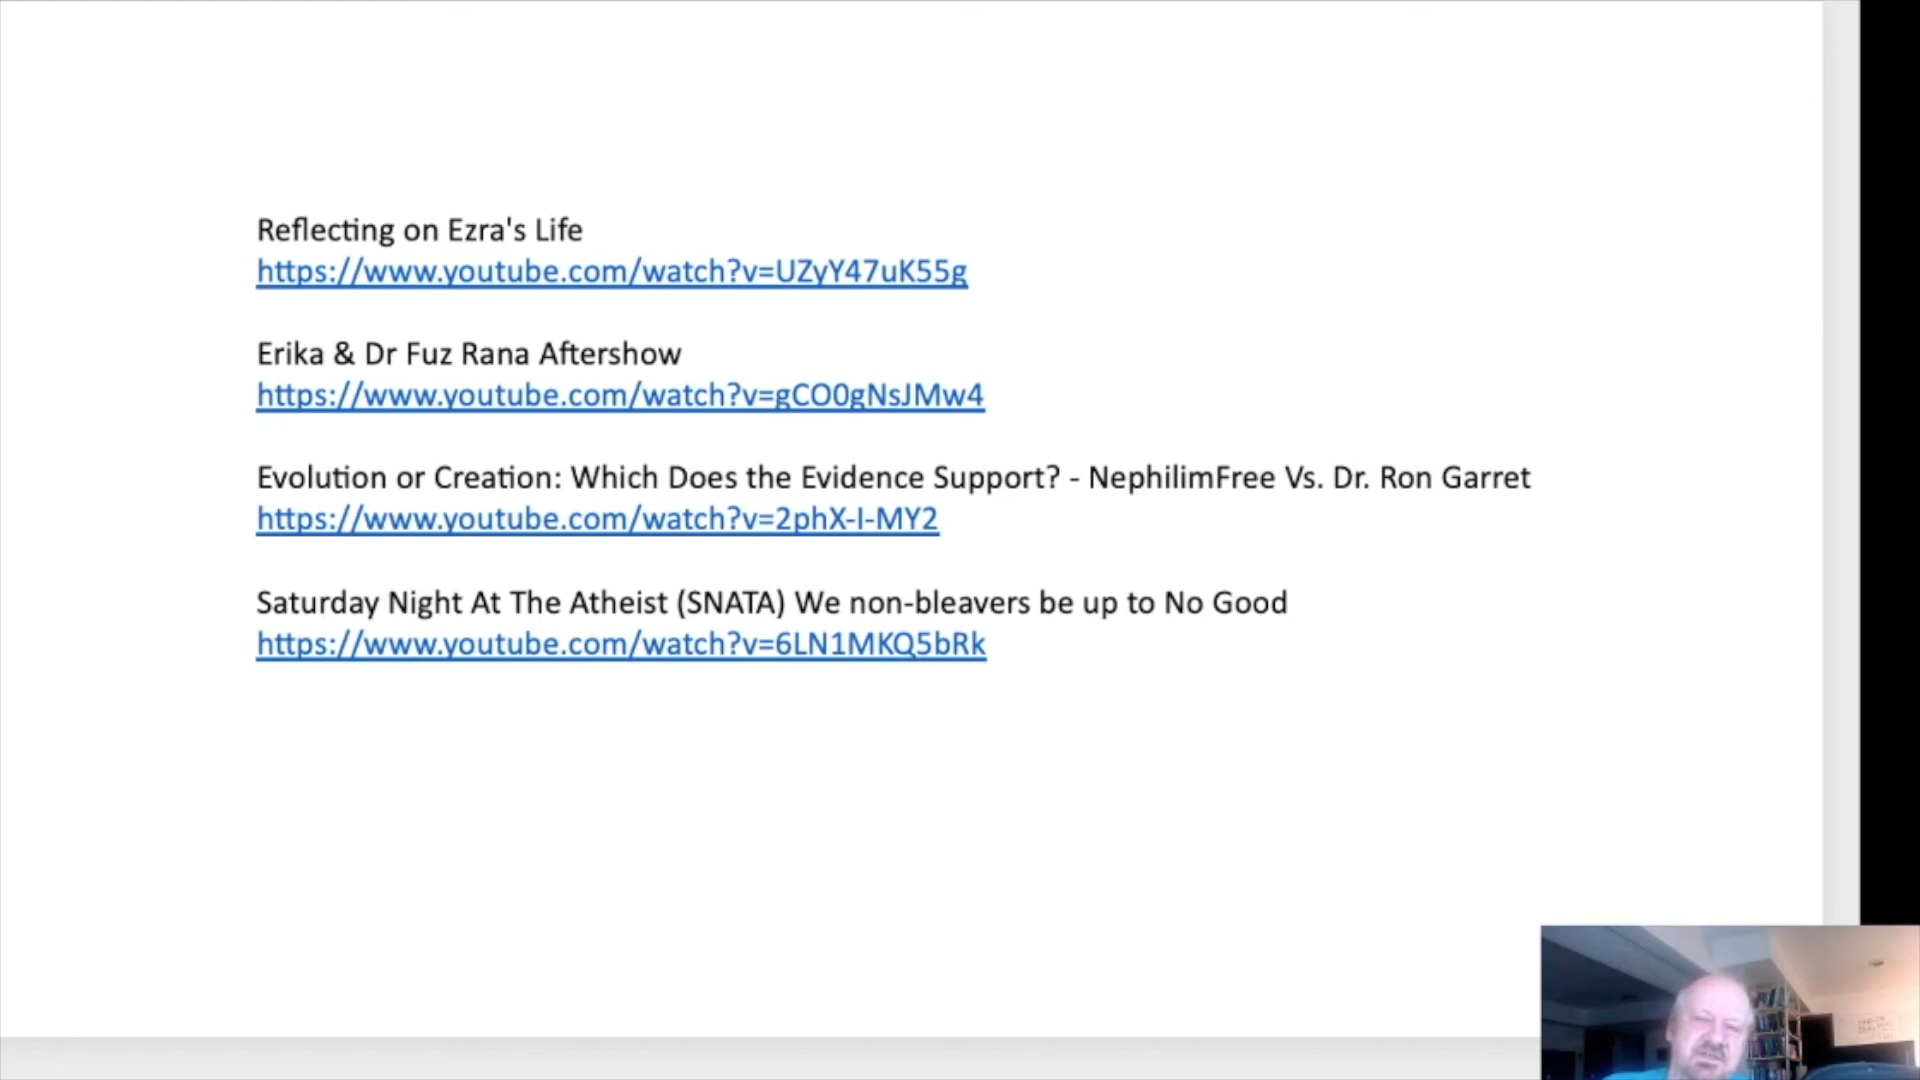 Reflecting on Ezra's Life
https://www.youtube.com/watch?v=UZyY47uK55g
Erika & Dr Fuz Rana Aftershow
https://www.youtube.com/watch?v=gCO0gNsJMw4
Evolution or Creation: Which Does the Evidence Support? - NephilimFree Vs. Dr. Ron Garret
https://www.youtube.com/watch?v=2phX-I-MY2
Saturday Night At The Atheist (SNATA) We non-bleavers be up to No Good
https://www.youtube.com/watch?v=6LN1MKQ5bRk